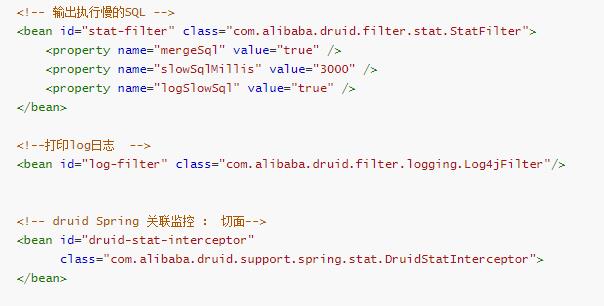 <!-- 输出执行慢的SQL -->
<bean id="stat-filter" class="com.alibaba.druid.filter.stat.StatFilter">
<property name="mergeSql" value="true" />
<property name="slowSqlMillis" value="3000" />
<property name="logSlowSql" value="true" />
</bean>
<!--打印log日志  -->
<bean id="log-filter" class="com.alibaba.druid.filter.logging.Log4jFilter"/>
<!-- druid Spring 关联监控 : 切面-->
<bean id="druid-stat-interceptor"
class="com.alibaba.druid.support.spring.stat.DruidStatInterceptor">
</bean>